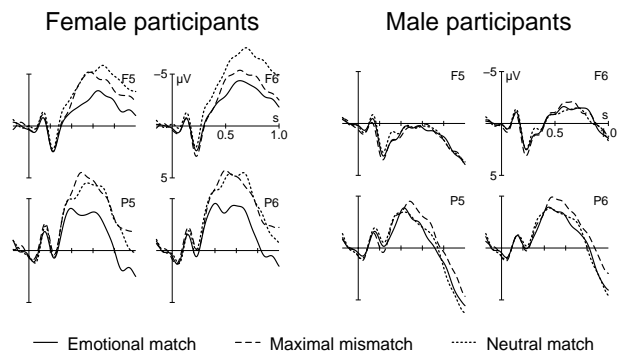 Female participants
Male participants
F5
−5
µV
F6
s
0.5
1.0
5
F5
−5
µV
F6
s
0.5
1.0
5
P5
P6
P5
P6
Emotional match
Maximal mismatch
Neutral match